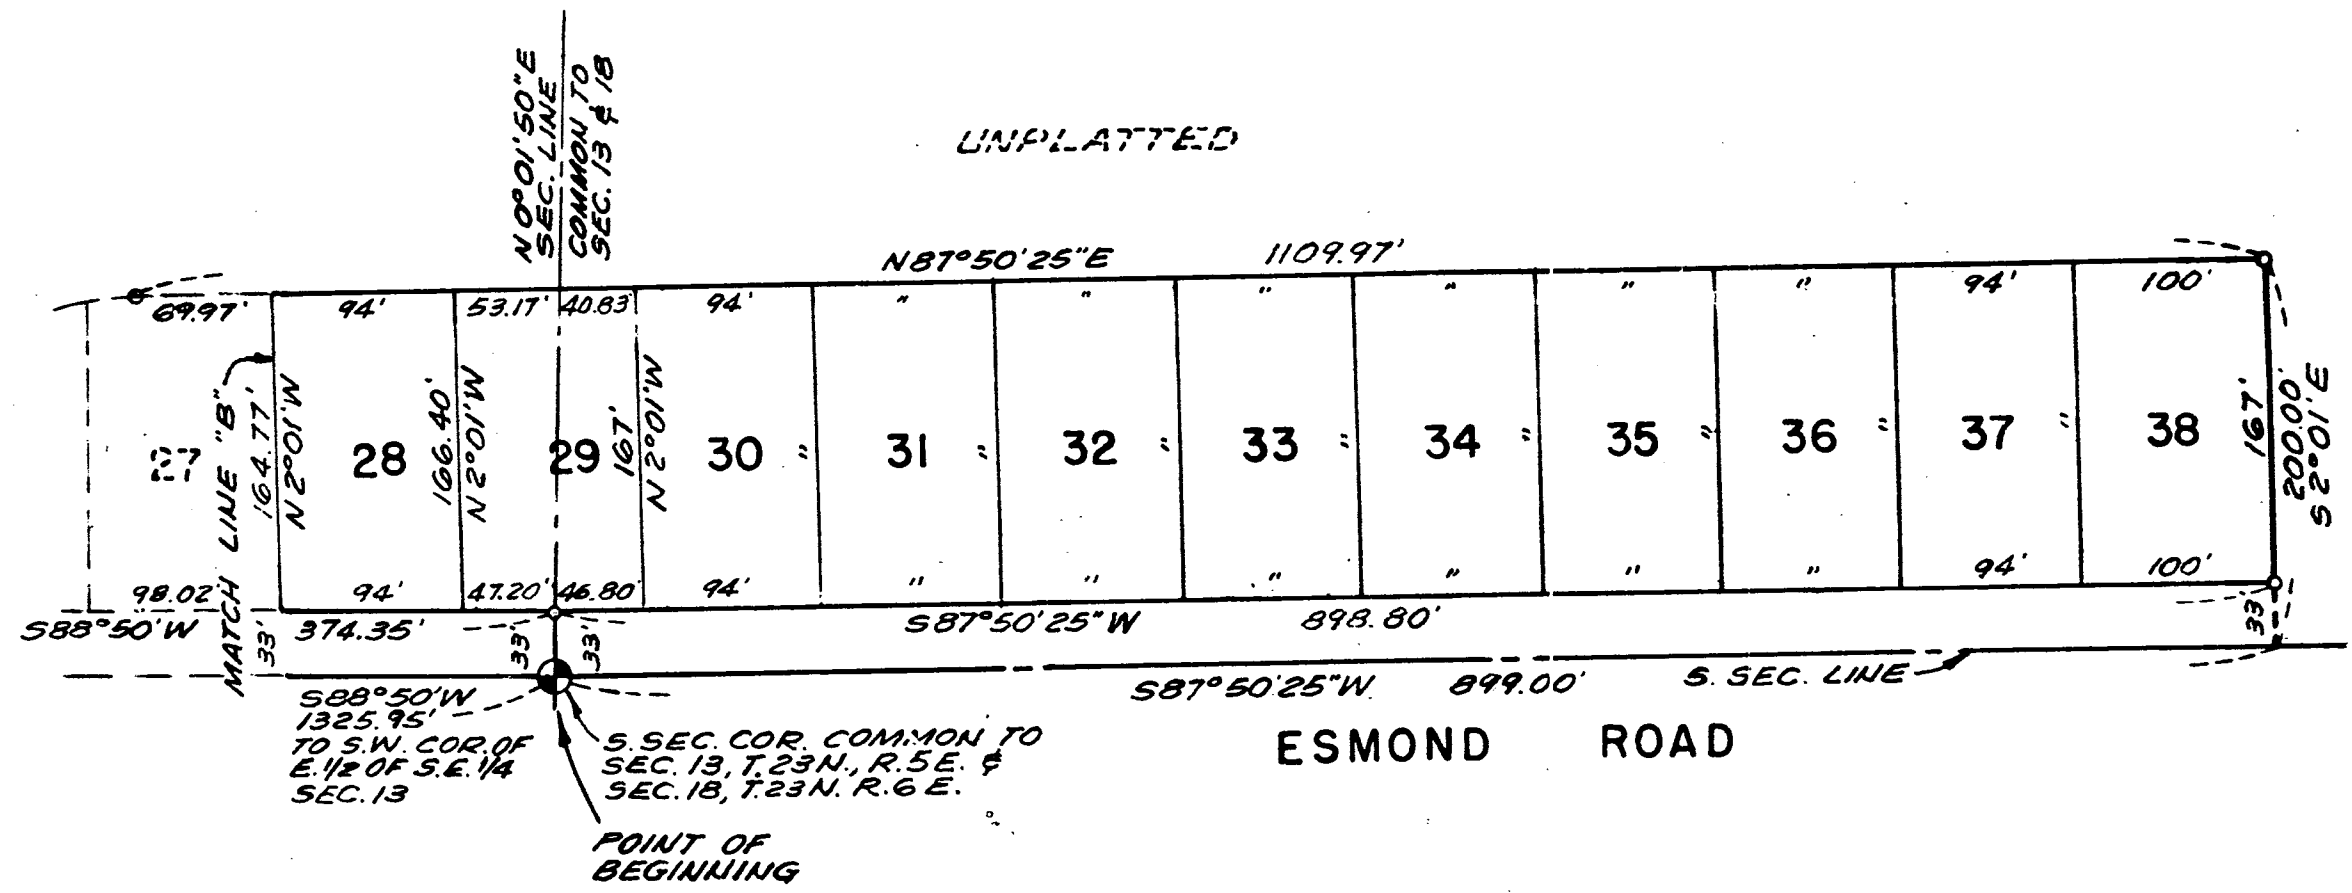 N0°01'50"E
SEC. LINE
COMMON TO
SEC. 13 & 18
UNPLATTED
N87°50'25"E 1109.97'
69.97' 94' 53.17' 40.83' 94' " " " " " " 94' 100'
MATCH LINE "B"
164.77'
N2°01'W
166.40'
N2°01'W
167'
N2°01'W
167'
200.00'
S2°01'E
27 28 29 30 " 31 " 32 " 33 " 34 " 35 " 36 " 37 " 38
98.02' 94' 47.20' 46.80' 94' " " " " " " 94' 100'
S88°50'W 374.35' S87°50'25"W 898.80'
33' 33' 33' 33'
S87°50'25"W 899.00' S. SEC. LINE
S88°50'W
1325.95'
TO S.W. COR. OF
E. 1/2 OF S.E. 1/4
SEC. 13
S. SEC. COR. COMMON TO
SEC. 13, T. 23 N., R. 5 E. &
SEC. 18, T. 23 N. R. 6 E.
ESMOND ROAD
POINT OF
BEGINNING